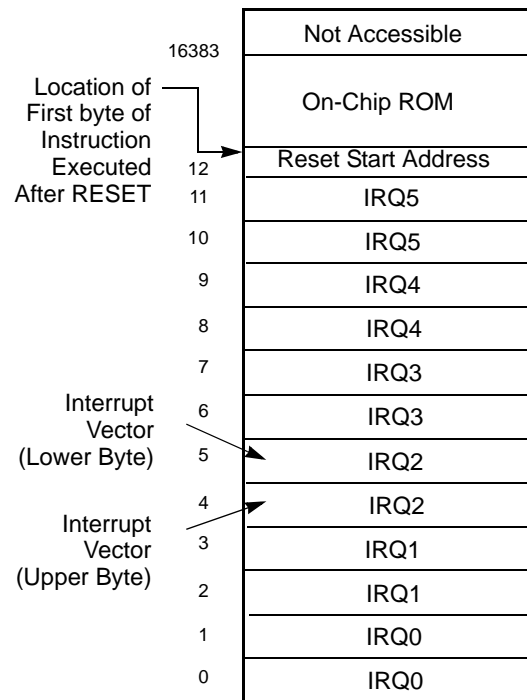 Not Accessible
16383
On-Chip ROM
Location of
First byte of
Instruction
Executed
After RESET
12
Reset Start Address
11
IRQ5
10
IRQ5
9
IRQ4
8
IRQ4
7
IRQ3
6
IRQ3
Interrupt
Vector
(Lower Byte)
5
IRQ2
4
IRQ2
Interrupt
Vector
(Upper Byte)
3
IRQ1
2
IRQ1
1
IRQ0
0
IRQ0